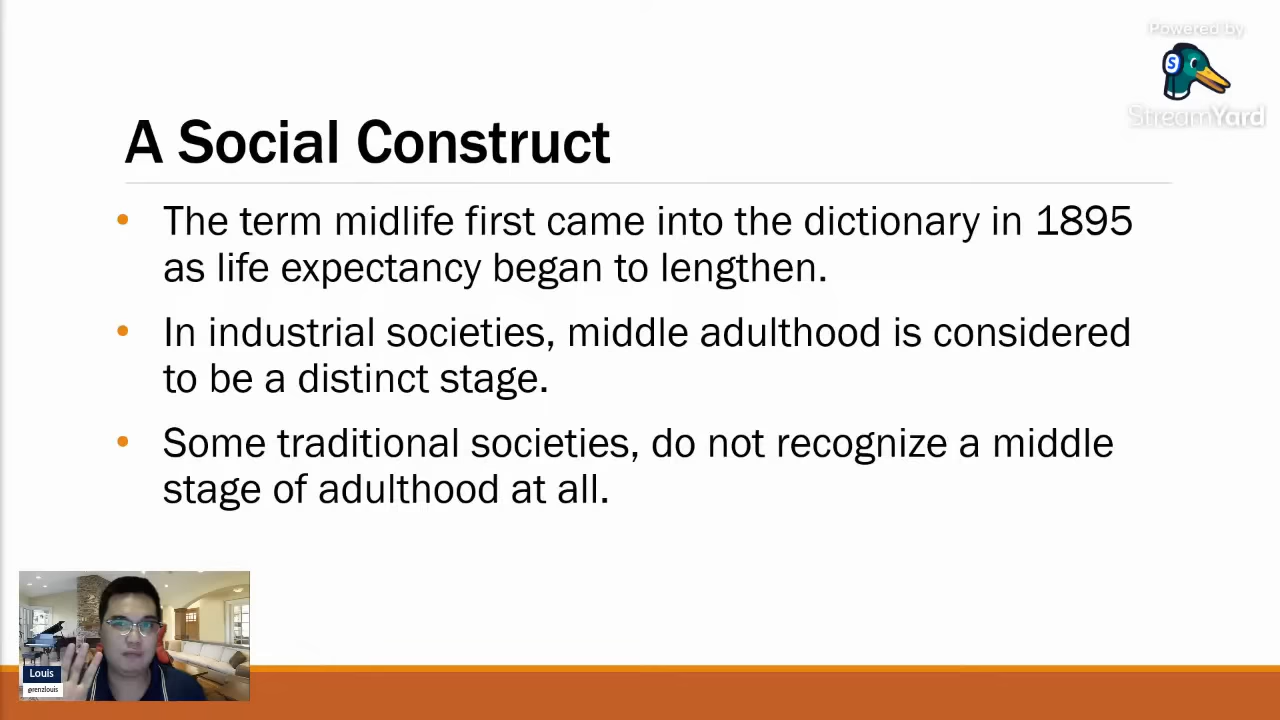 Powered by
StreamYard
A Social Construct
The term midlife first came into the dictionary in 1895
as life expectancy began to lengthen.
In industrial societies, middle adulthood is considered
to be a distinct stage.
Some traditional societies, do not recognize a middle
stage of adulthood at all.
Louis
@renzlouis